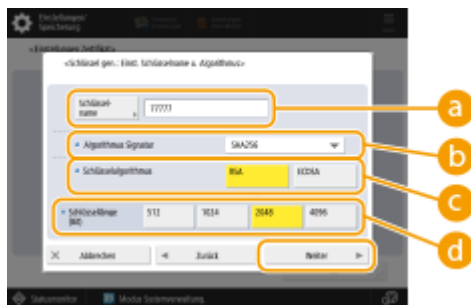 Einstellungen/
Speicherung
<Einstellungen Zertifikat>
<Schlüssel gen.: Einst. Schlüsselname u. Algorithmus>
Schlüssel-
name
77777
a
Algorithmus Signatur
SHA256
b
Schlüsselalgorithmus
RSA
ECDSA
c
Schlüssellänge
(Bit)
512
1024
2048
4096
d
Abbrechen
Zurück
Weiter
Statusmonitor
Modus Systemverwaltung.